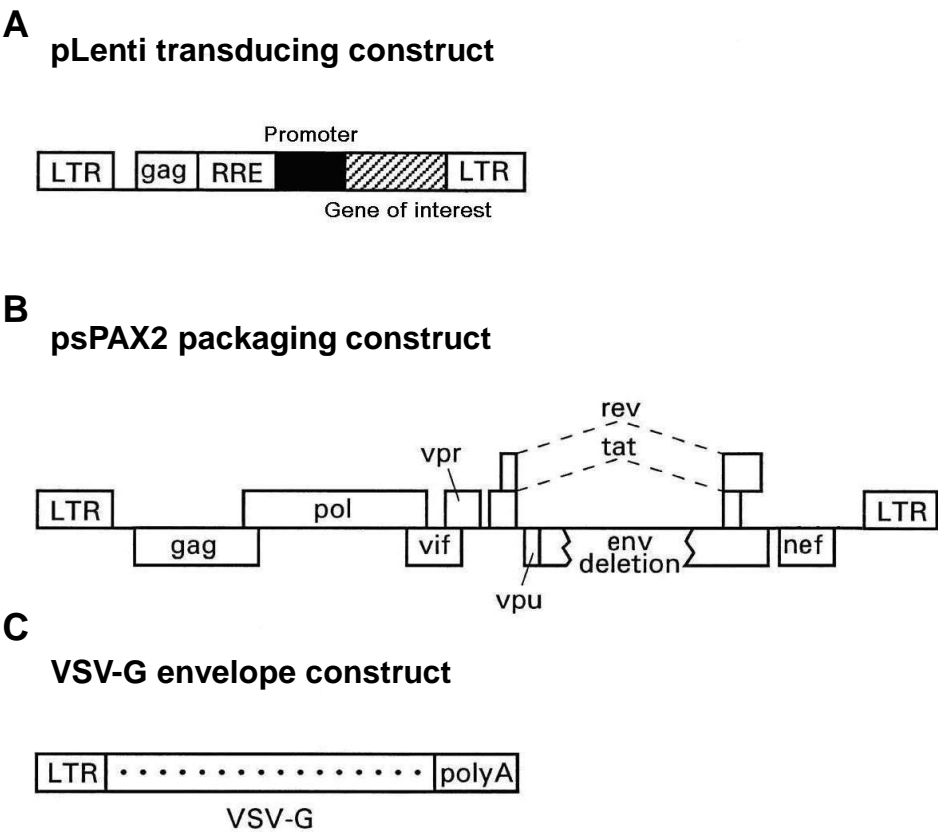 A
pLenti transducing construct
Promoter
LTR gag RRE LTR
Gene of interest
B
psPAX2 packaging construct
rev
vpr tat
LTR pol LTR
gag vif env nef
deletion
vpu
C
VSV-G envelope construct
LTR polyA
VSV-G